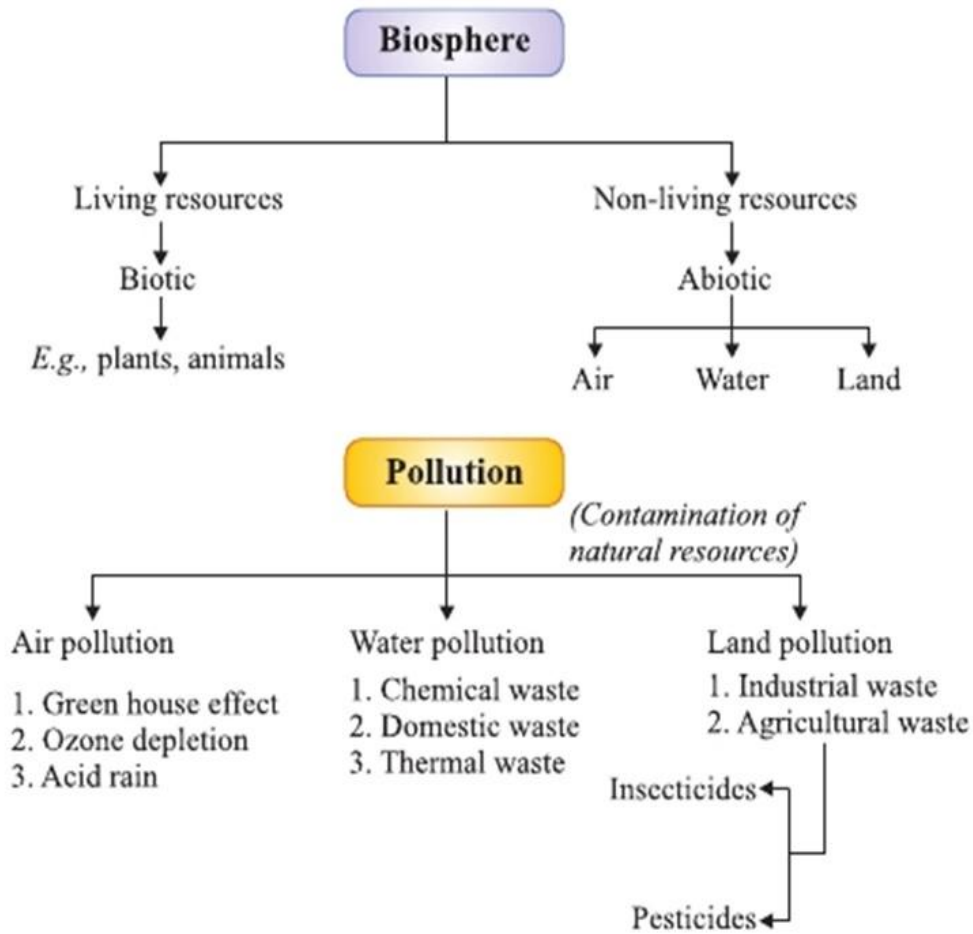 Biosphere
Living resources
Non-living resources
Biotic
Abiotic
E.g., plants, animals
Air
Water
Land
Pollution
(Contamination of
natural resources)
Air pollution
1. Green house effect
2. Ozone depletion
3. Acid rain
Water pollution
1. Chemical waste
2. Domestic waste
3. Thermal waste
Land pollution
1. Industrial waste
2. Agricultural waste
Insecticides
Pesticides